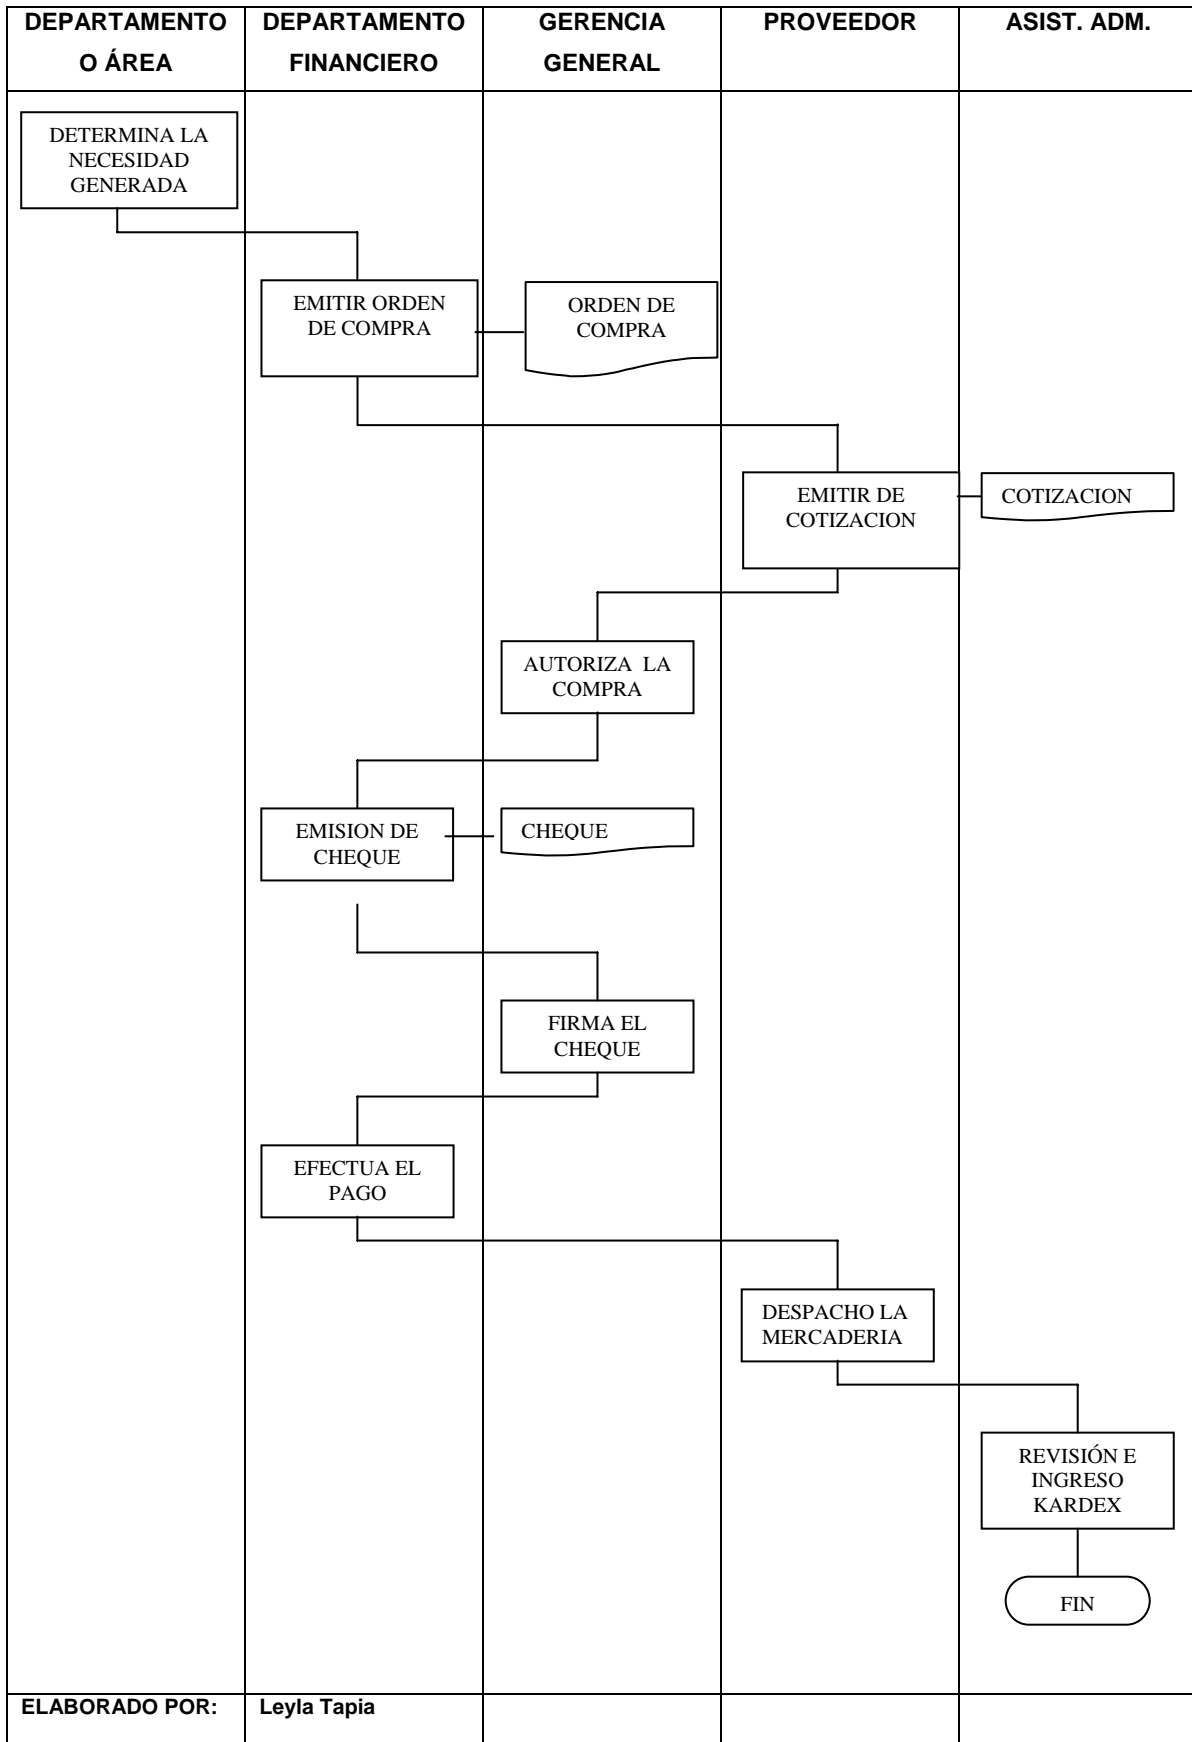 DEPARTAMENTO
O ÁREA
DEPARTAMENTO
FINANCIERO
GERENCIA
GENERAL
PROVEEDOR
ASIST. ADM.
DETERMINA LA
NECESIDAD
GENERADA
EMITIR ORDEN
DE COMPRA
ORDEN DE
COMPRA
EMITIR DE
COTIZACION
COTIZACION
AUTORIZA LA
COMPRA
EMISION DE
CHEQUE
CHEQUE
FIRMA EL
CHEQUE
EFECTUA EL
PAGO
DESPACHO LA
MERCADERIA
REVISIÓN E
INGRESO
KARDEX
FIN
ELABORADO POR:
Leyla Tapia